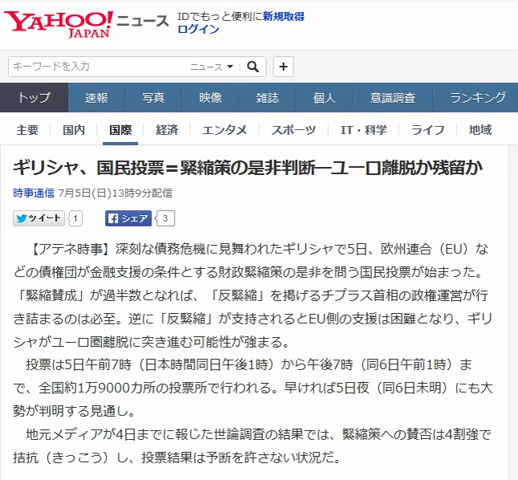 YAHOO! JAPAN ニュース
IDでもっと便利に新規取得
ログイン
キーワードを入力 ニュース
トップ 速報 写真 映像 雑誌 個人 意識調査 ランキング
主要 国内 国際 経済 エンタメ スポーツ IT・科学 ライフ 地域
ギリシャ、国民投票＝緊縮策の是非判断―ユーロ離脱か残留か
時事通信 7月5日(日)13時9分配信
ツイート 1 シェア 3
【アテネ時事】深刻な債務危機に見舞われたギリシャで5日、欧州連合（EU）な
どの債権団が金融支援の条件とする財政緊縮策の是非を問う国民投票が始まった。
「緊縮賛成」が過半数となれば、「反緊縮」を掲げるチプラス首相の政権運営が行
き詰まるのは必至。逆に「反緊縮」が支持されるとEU側の支援は困難となり、ギリ
シャがユーロ圏離脱に突き進む可能性が強まる。
投票は5日午前7時（日本時間同日午後1時）から午後7時（同6日午前1時）ま
で、全国約1万9000カ所の投票所で行われる。早ければ5日夜（同6日未明）にも大
勢が判明する見通し。
地元メディアが4日までに報じた世論調査の結果では、緊縮策への賛否は4割強で
拮抗（きっこう）し、投票結果は予断を許さない状況だ。